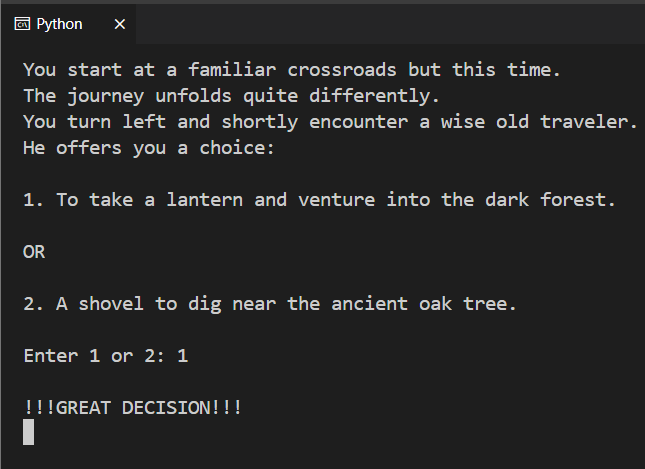 Python
You start at a familiar crossroads but this time.
The journey unfolds quite differently.
You turn left and shortly encounter a wise old traveler.
He offers you a choice:
1. To take a lantern and venture into the dark forest.
OR
2. A shovel to dig near the ancient oak tree.
Enter 1 or 2: 1
!!!GREAT DECISION!!!